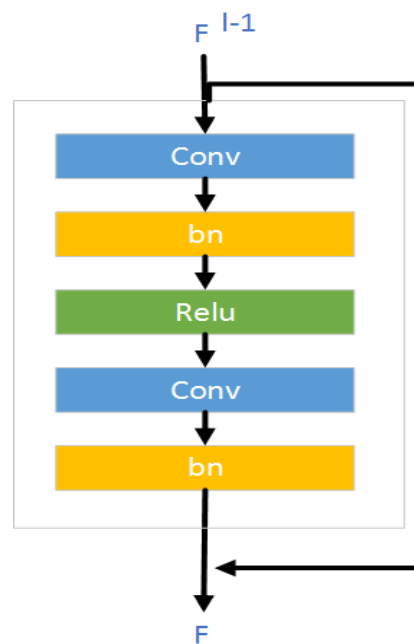 F l-1
Conv
bn
Relu
Conv
bn
F